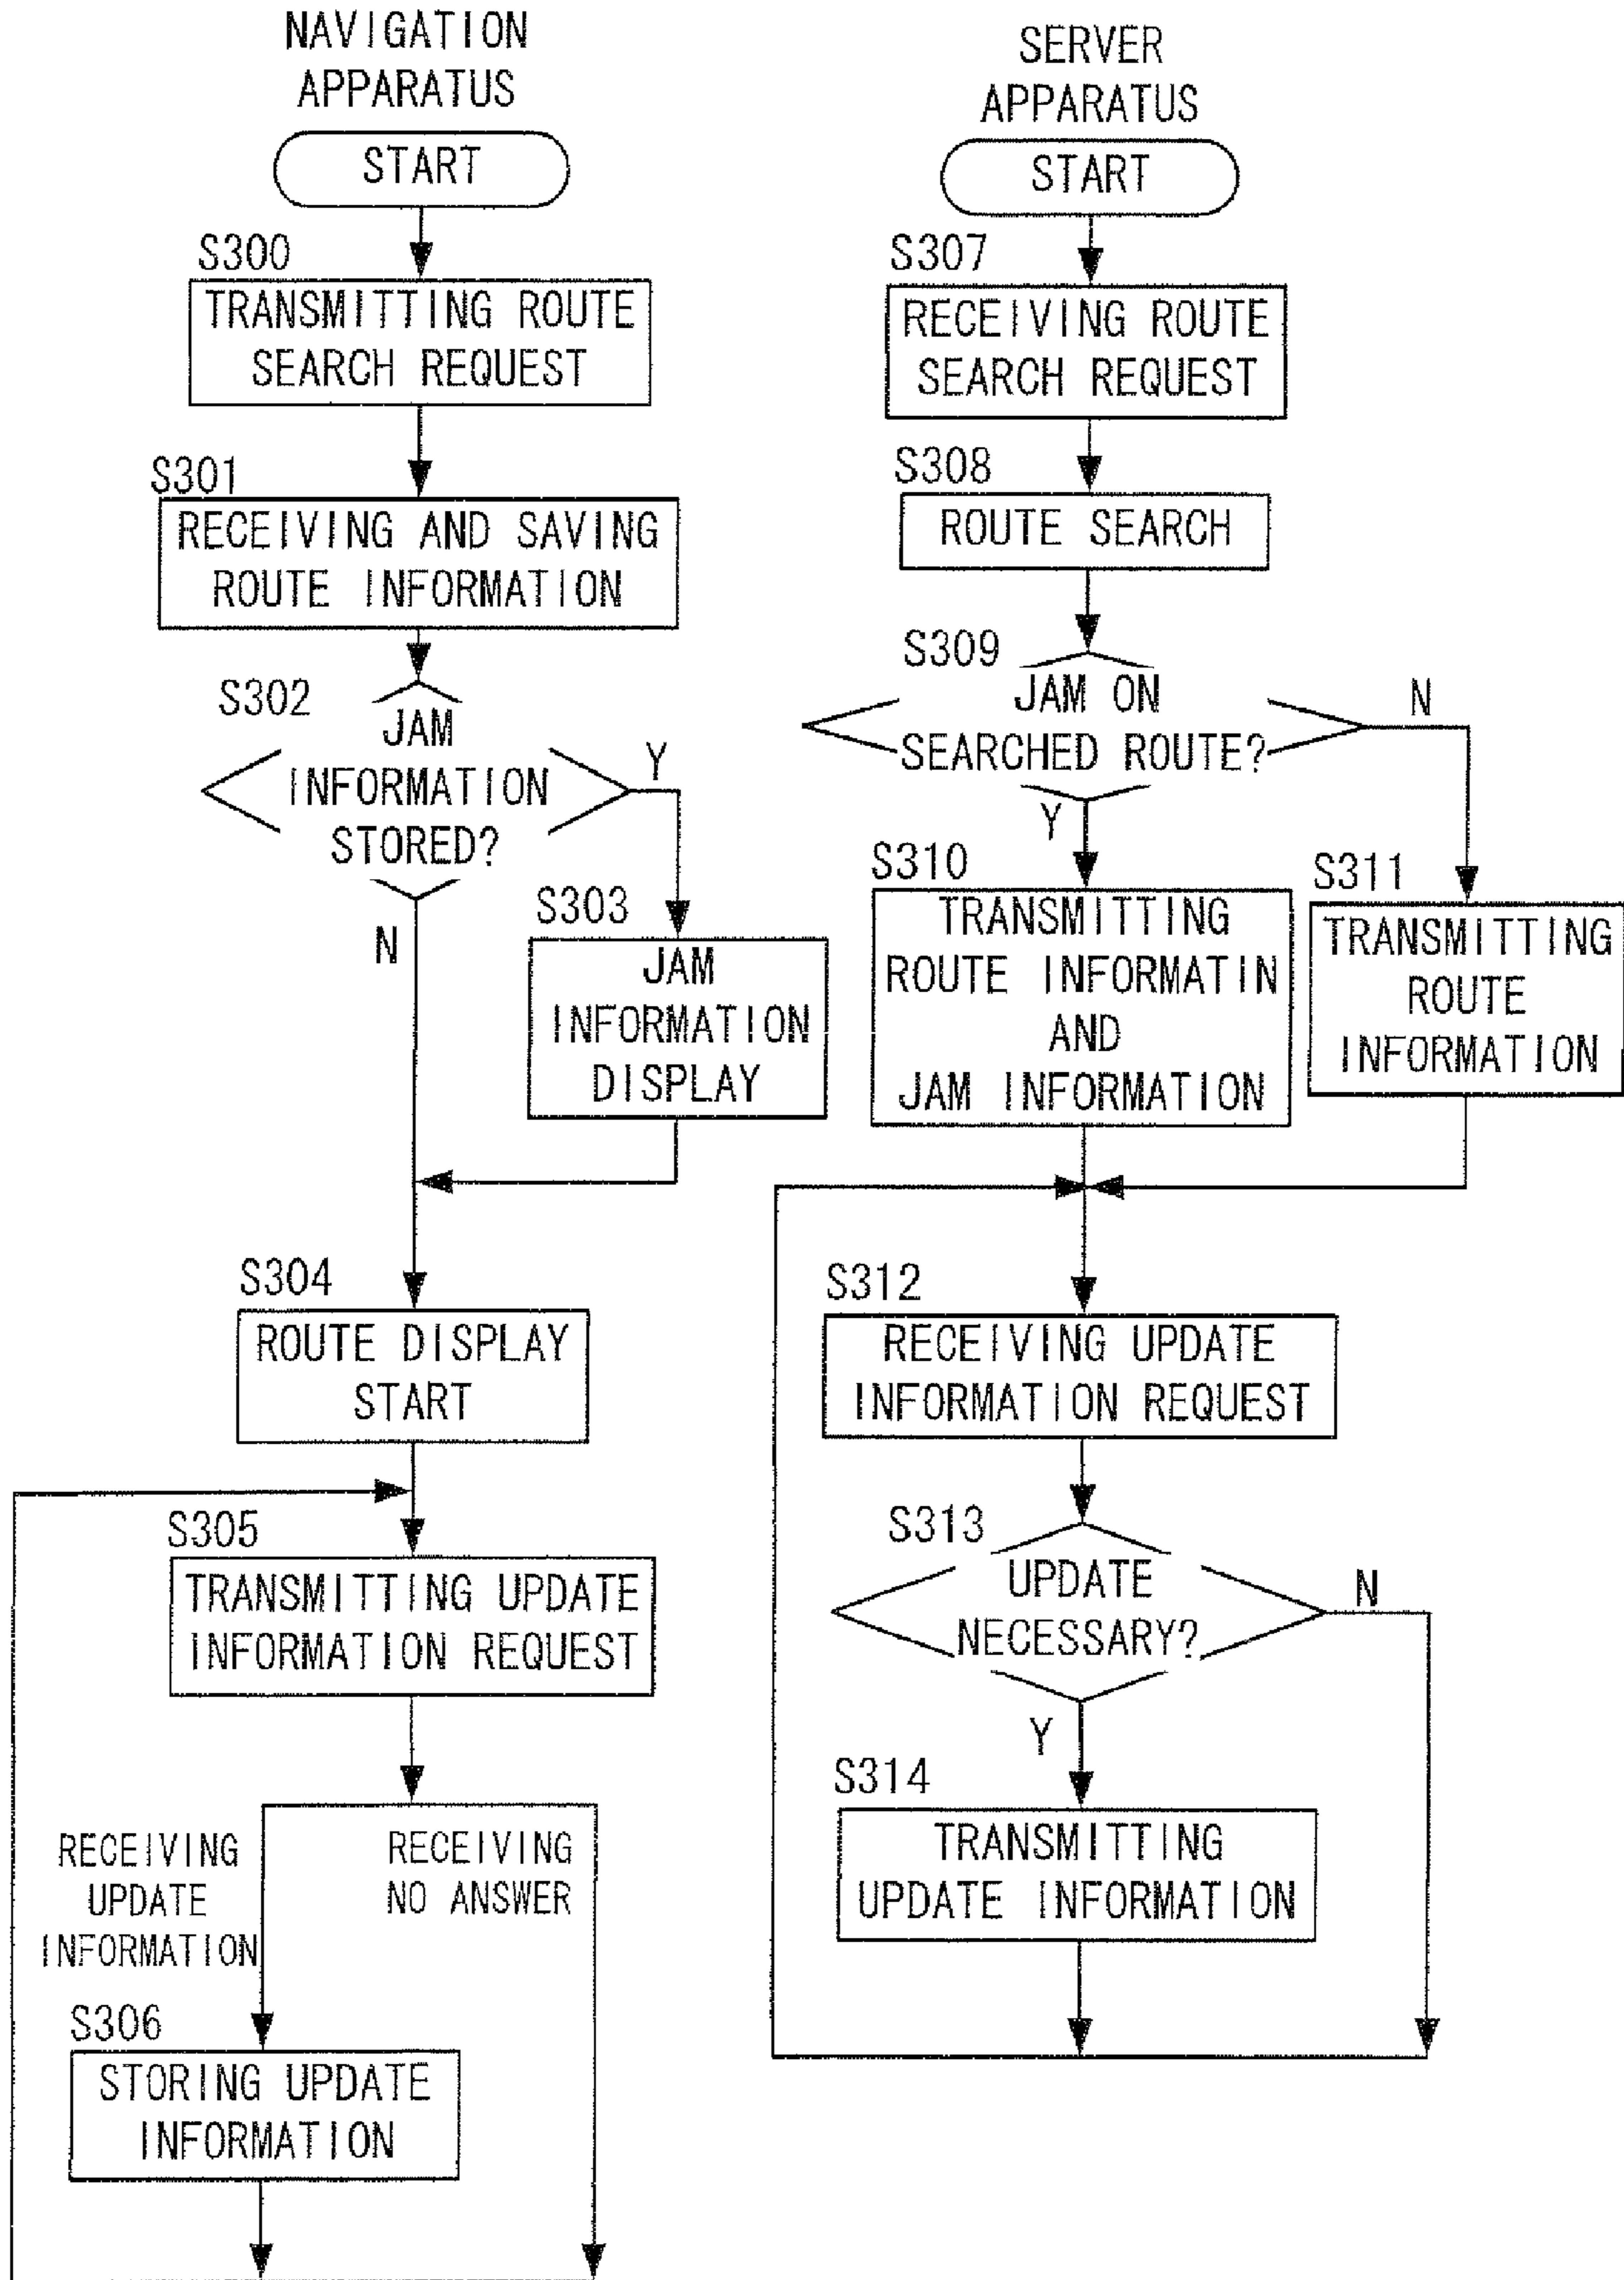 NAVIGATION
APPARATUS
START
S300
TRANSMITTING ROUTE
SEARCH REQUEST
S301
RECEIVING AND SAVING
ROUTE INFORMATION
S302
JAM
INFORMATION
STORED?
Y
N
S303
JAM
INFORMATION
DISPLAY
S304
ROUTE DISPLAY
START
S305
TRANSMITTING UPDATE
INFORMATION REQUEST
RECEIVING
UPDATE
INFORMATION
RECEIVING
NO ANSWER
S306
STORING UPDATE
INFORMATION
SERVER
APPARATUS
START
S307
RECEIVING ROUTE
SEARCH REQUEST
S308
ROUTE SEARCH
S309
JAM ON
SEARCHED ROUTE?
N
Y
S310
TRANSMITTING
ROUTE INFORMATIN
AND
JAM INFORMATION
S311
TRANSMITTING
ROUTE
INFORMATION
S312
RECEIVING UPDATE
INFORMATION REQUEST
S313
UPDATE
NECESSARY?
N
Y
S314
TRANSMITTING
UPDATE INFORMATION